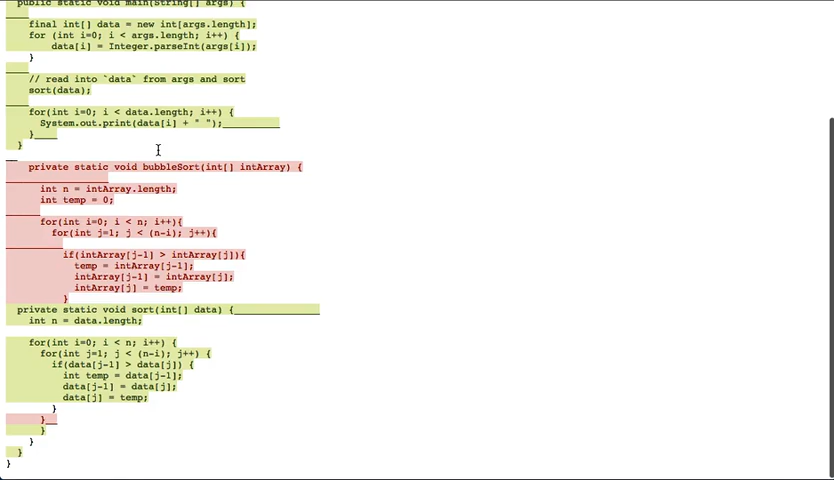 public static void main(String[] args) {
final int[] data = new int[args.length];
for (int i=0; i < args.length; i++) {
data[i] = Integer.parseInt(args[i]);
}
// read into `data` from args and sort
sort(data);
for(int i=0; i < data.length; i++) {
System.out.print(data[i] + " ");
}
}
private static void bubbleSort(int[] intArray) {
int n = intArray.length;
int temp = 0;
for(int i=0; i < n; i++){
for(int j=1; j < (n-i); j++){
if(intArray[j-1] > intArray[j]){
temp = intArray[j-1];
intArray[j-1] = intArray[j];
intArray[j] = temp;
}
private static void sort(int[] data) {
int n = data.length;
for(int i=0; i < n; i++) {
for(int j=1; j < (n-i); j++) {
if(data[j-1] > data[j]) {
int temp = data[j-1];
data[j-1] = data[j];
data[j] = temp;
}
}
}
}
}
}